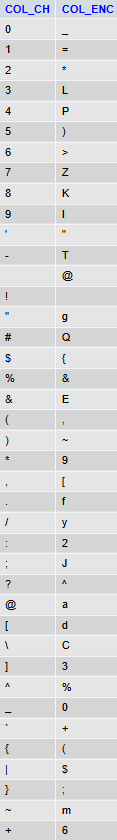 COL_CH COL_ENC
0 _
1 =
2 *
3 L
4 P
5 )
6 >
7 Z
8 K
9 I
' "
- T
@
!
" g
# Q
$ {
% &
& E
( ,
) ~
* 9
, [
. f
/ y
: 2
; J
? ^
@ a
[ d
\ C
] 3
^ %
_ 0
` +
{ (
| $
} ;
~ m
+ 6